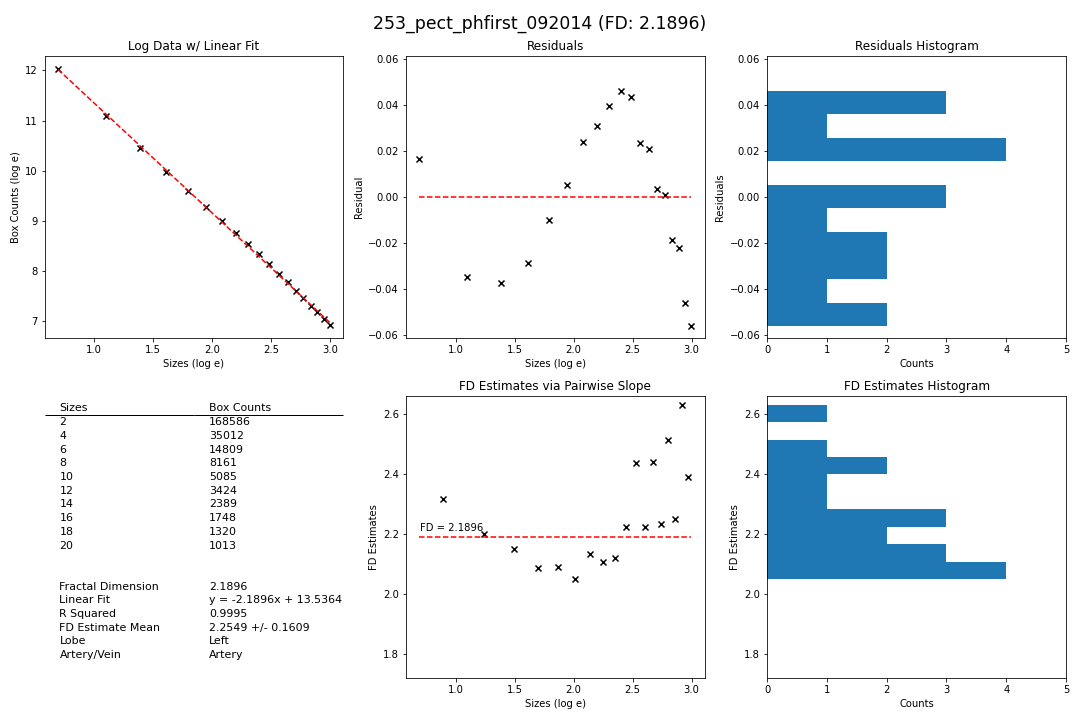 253_pect_phfirst_092014 (FD: 2.1896)
Log Data w/ Linear Fit
Box Counts (log e)
12
11
10
9
8
7
1.0 1.5 2.0 2.5 3.0
Sizes (log e)
Residuals
Residual
0.06
0.04
0.02
0.00
−0.02
−0.04
−0.06
1.0 1.5 2.0 2.5 3.0
Sizes (log e)
Residuals Histogram
Residuals
0.06
0.04
0.02
0.00
−0.02
−0.04
−0.06
0 1 2 3 4 5
Counts
Sizes Box Counts
2 168586
4 35012
6 14809
8 8161
10 5085
12 3424
14 2389
16 1748
18 1320
20 1013
Fractal Dimension 2.1896
Linear Fit y = -2.1896x + 13.5364
R Squared 0.9995
FD Estimate Mean 2.2549 +/- 0.1609
Lobe Left
Artery/Vein Artery
FD Estimates via Pairwise Slope
FD Estimates
2.6
2.4
2.2
2.0
1.8
FD = 2.1896
1.0 1.5 2.0 2.5 3.0
Sizes (log e)
FD Estimates Histogram
FD Estimates
2.6
2.4
2.2
2.0
1.8
0 1 2 3 4 5
Counts